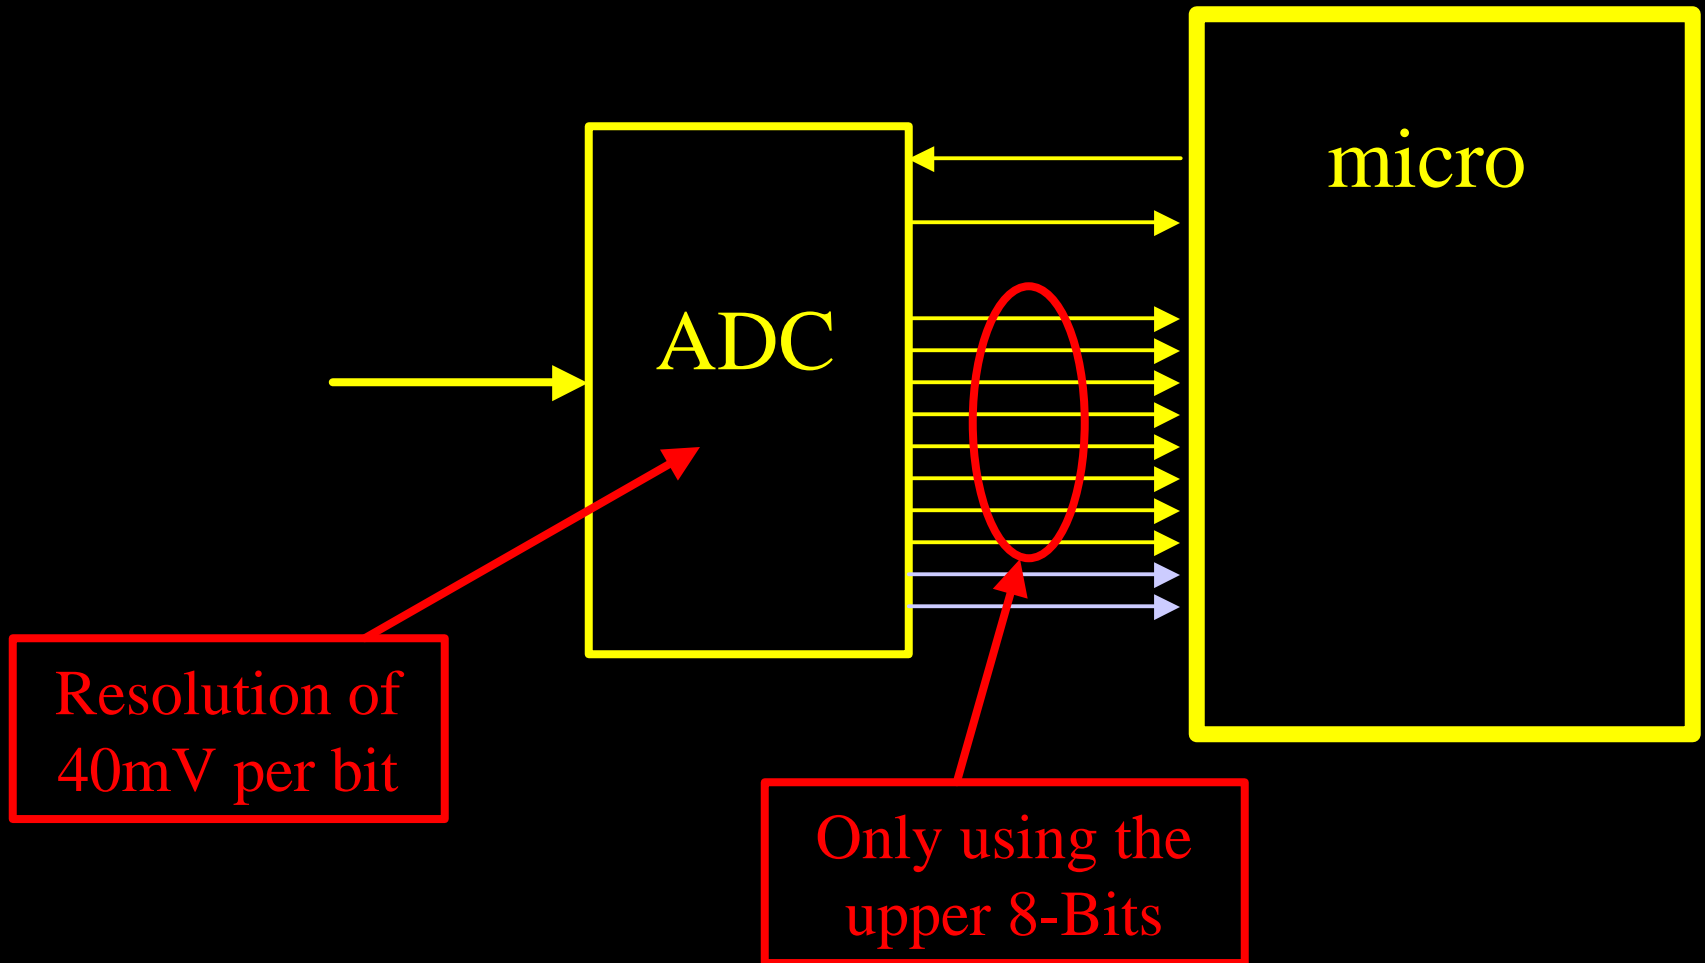 micro
ADC
Resolution of
40mV per bit
Only using the
upper 8-Bits